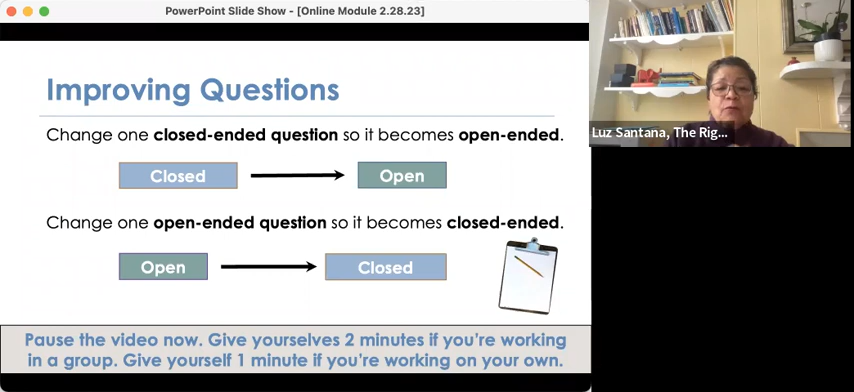 PowerPoint Slide Show - [Online Module 2.28.23]
Improving Questions
Change one closed-ended question so it becomes open-ended.
Closed
Open
Change one open-ended question so it becomes closed-ended.
Open
Closed
Pause the video now. Give yourselves 2 minutes if you're working
in a group. Give yourself 1 minute if you're working on your own.
Luz Santana, The Rig...